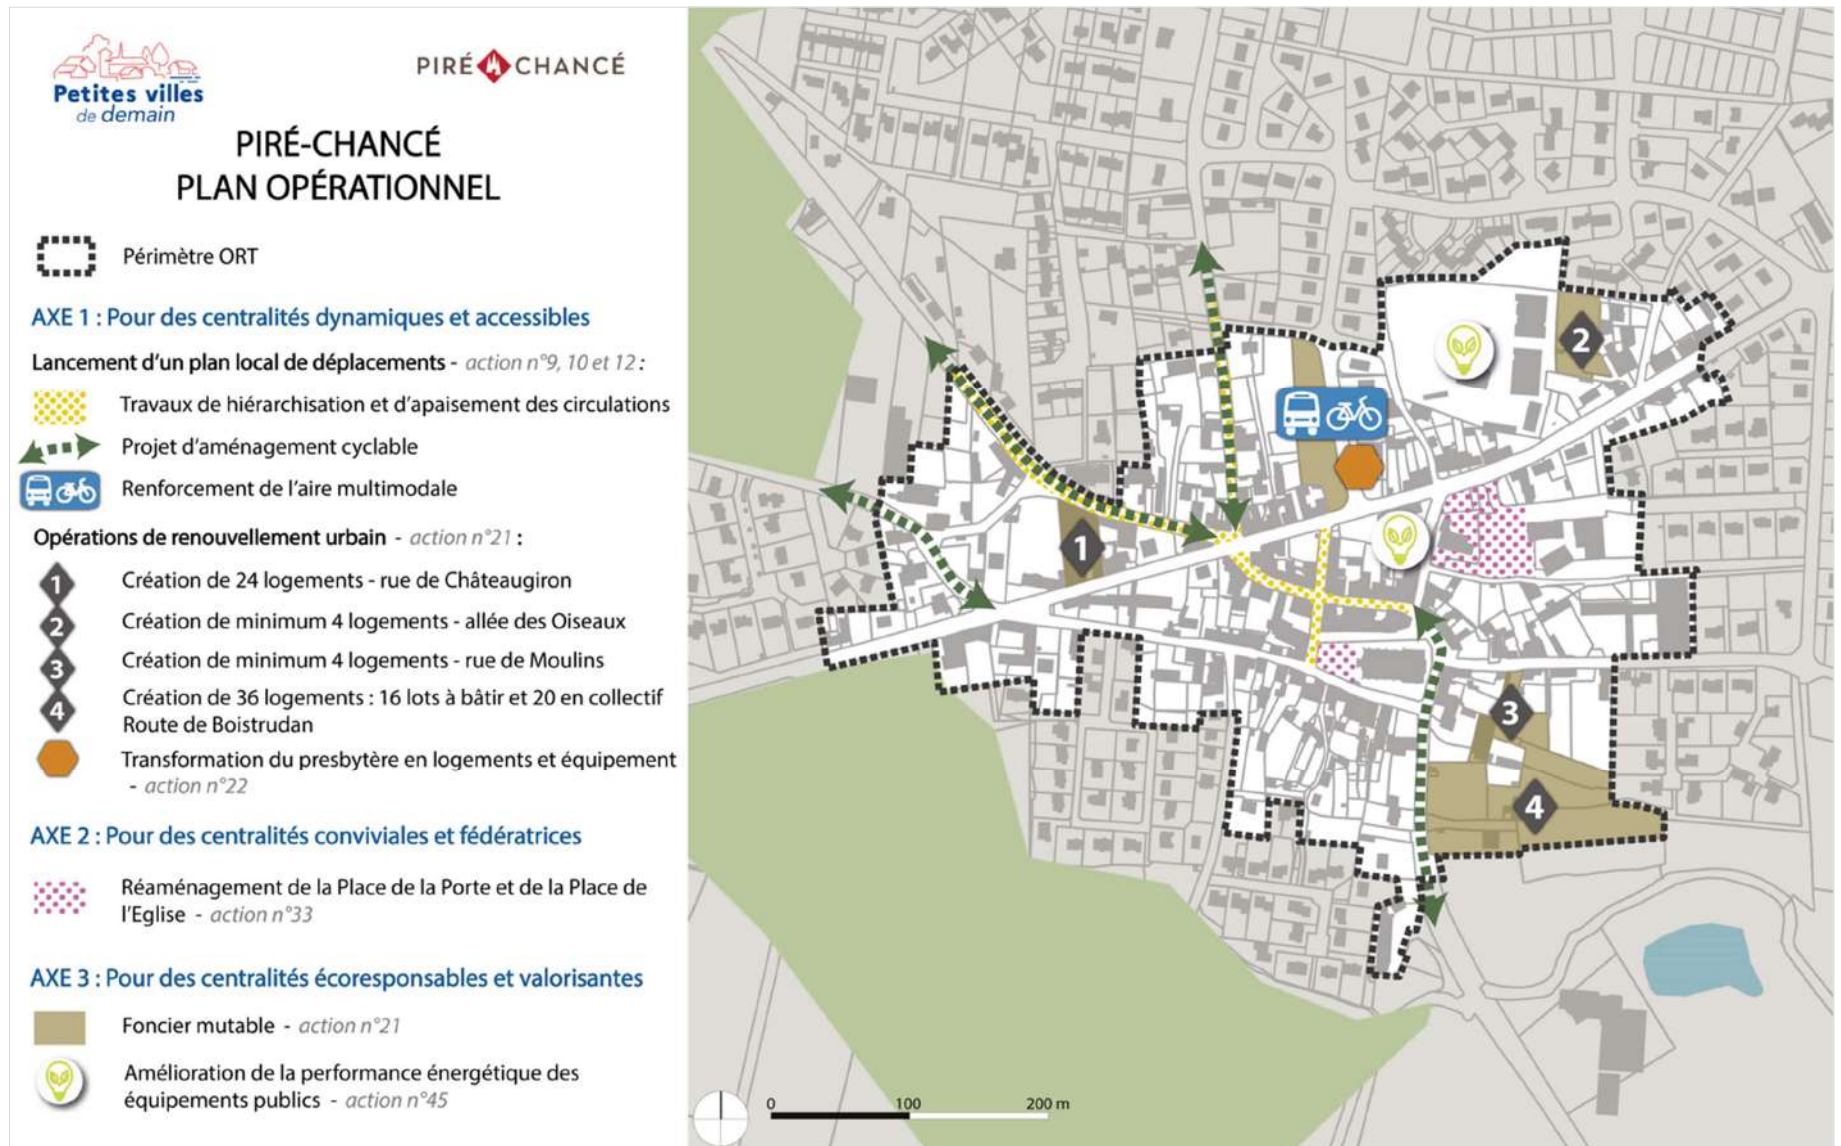 Petites villes
de demain
PIRÉ CHANCÉ
PIRÉ-CHANCÉ
PLAN OPÉRATIONNEL
Périmètre ORT
AXE 1 : Pour des centralités dynamiques et accessibles
Lancement d'un plan local de déplacements - action n°9, 10 et 12 :
Travaux de hiérarchisation et d'apaisement des circulations
Projet d'aménagement cyclable
Renforcement de l'aire multimodale
Opérations de renouvellement urbain - action n°21 :
1 Création de 24 logements - rue de Châteaugiron
2 Création de minimum 4 logements - allée des Oiseaux
3 Création de minimum 4 logements - rue de Moulins
4 Création de 36 logements : 16 lots à bâtir et 20 en collectif
Route de Boistrudan
Transformation du presbytère en logements et équipement
- action n°22
AXE 2 : Pour des centralités conviviales et fédératrices
Réaménagement de la Place de la Porte et de la Place de
l'Eglise - action n°33
AXE 3 : Pour des centralités écoresponsables et valorisantes
Foncier mutable - action n°21
Amélioration de la performance énergétique des
équipements publics - action n°45
2
1
3
4
0 100 200 m